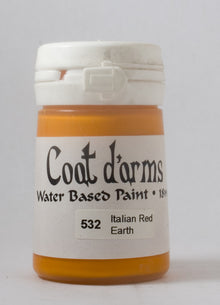 Coat d'arms
Water Based Paint •
532 Italian Red
Earth